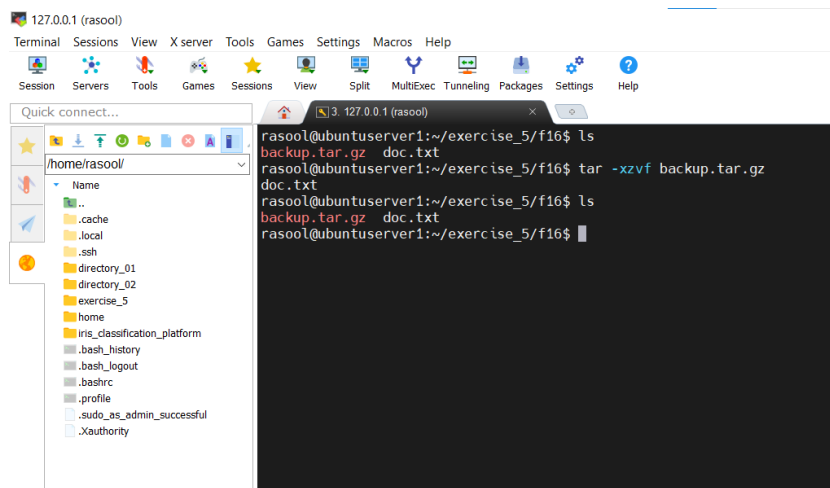 127.0.0.1 (rasool)
Terminal Sessions View X server Tools Games Settings Macros Help
Session Servers Tools Games Sessions View Split MultiExec Tunneling Packages Settings Help
Quick connect...
3. 127.0.0.1 (rasool)
/home/rasool/
Name
..
.cache
.local
.ssh
directory_01
directory_02
exercise_5
home
iris_classification_platform
.bash_history
.bash_logout
.bashrc
.profile
.sudo_as_admin_successful
.Xauthority
rasool@ubuntuserver1:~/exercise_5/f16$ ls
backup.tar.gz doc.txt
rasool@ubuntuserver1:~/exercise_5/f16$ tar -xzvf backup.tar.gz
doc.txt
rasool@ubuntuserver1:~/exercise_5/f16$ ls
backup.tar.gz doc.txt
rasool@ubuntuserver1:~/exercise_5/f16$